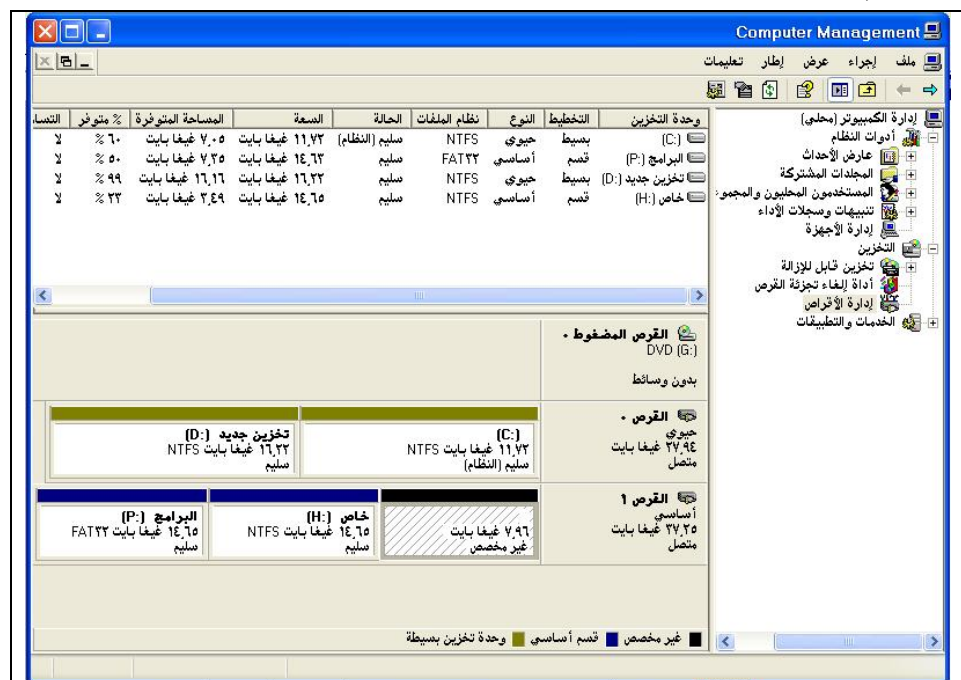 Computer Management
ملف إجراء عرض إطار تعليمات
إدارة الكمبيوتر (محلي)
أدوات النظام
عارض الأحداث
المجلدات المشتركة
المستخدمون المحليون والمجمو
تنبيهات وسجلات الأداء
إدارة الأجهزة
التخزين
تخزين قابل للإزالة
أداة إلغاء تجزئة القرص
إدارة الأقراص
الخدمات والتطبيقات
وحدة التخزين التخطيط النوع نظام الملفات الحالة السعة المساحة المتوفرة % متوفر التسا
(C:) بسيط حيوي NTFS سليم (النظام) ١١,٧٢ غيغا بايت ٧,٠٥ غيغا بايت ٦٠ % لا
البرامج (P:) قسم أساسي FAT٣٢ سليم ١٤,٦٣ غيغا بايت ٧,٣٥ غيغا بايت ٥٠ % لا
تخزين جديد (D:) بسيط حيوي NTFS سليم ١٦,٢٢ غيغا بايت ١٦,١٦ غيغا بايت ٩٩ % لا
خاص (H:) قسم أساسي NTFS سليم ١٤,٦٥ غيغا بايت ٣,٤٩ غيغا بايت ٢٣ % لا
القرص المضغوط ٠
DVD (G:)
بدون وسائط
القرص ٠
حيوي
٢٧,٩٤ غيغا بايت
متصل
(C:)
١١,٧٢ غيغا بايت NTFS
سليم (النظام)
تخزين جديد (D:)
١٦,٢٢ غيغا بايت NTFS
سليم
القرص ١
أساسي
٣٧,٢٥ غيغا بايت
متصل
٧,٩٦ غيغا بايت
غير مخصص
خاص (H:)
١٤,٦٥ غيغا بايت NTFS
سليم
البرامج (P:)
١٤,٦٥ غيغا بايت FAT٣٢
سليم
غير مخصص قسم أساسي وحدة تخزين بسيطة